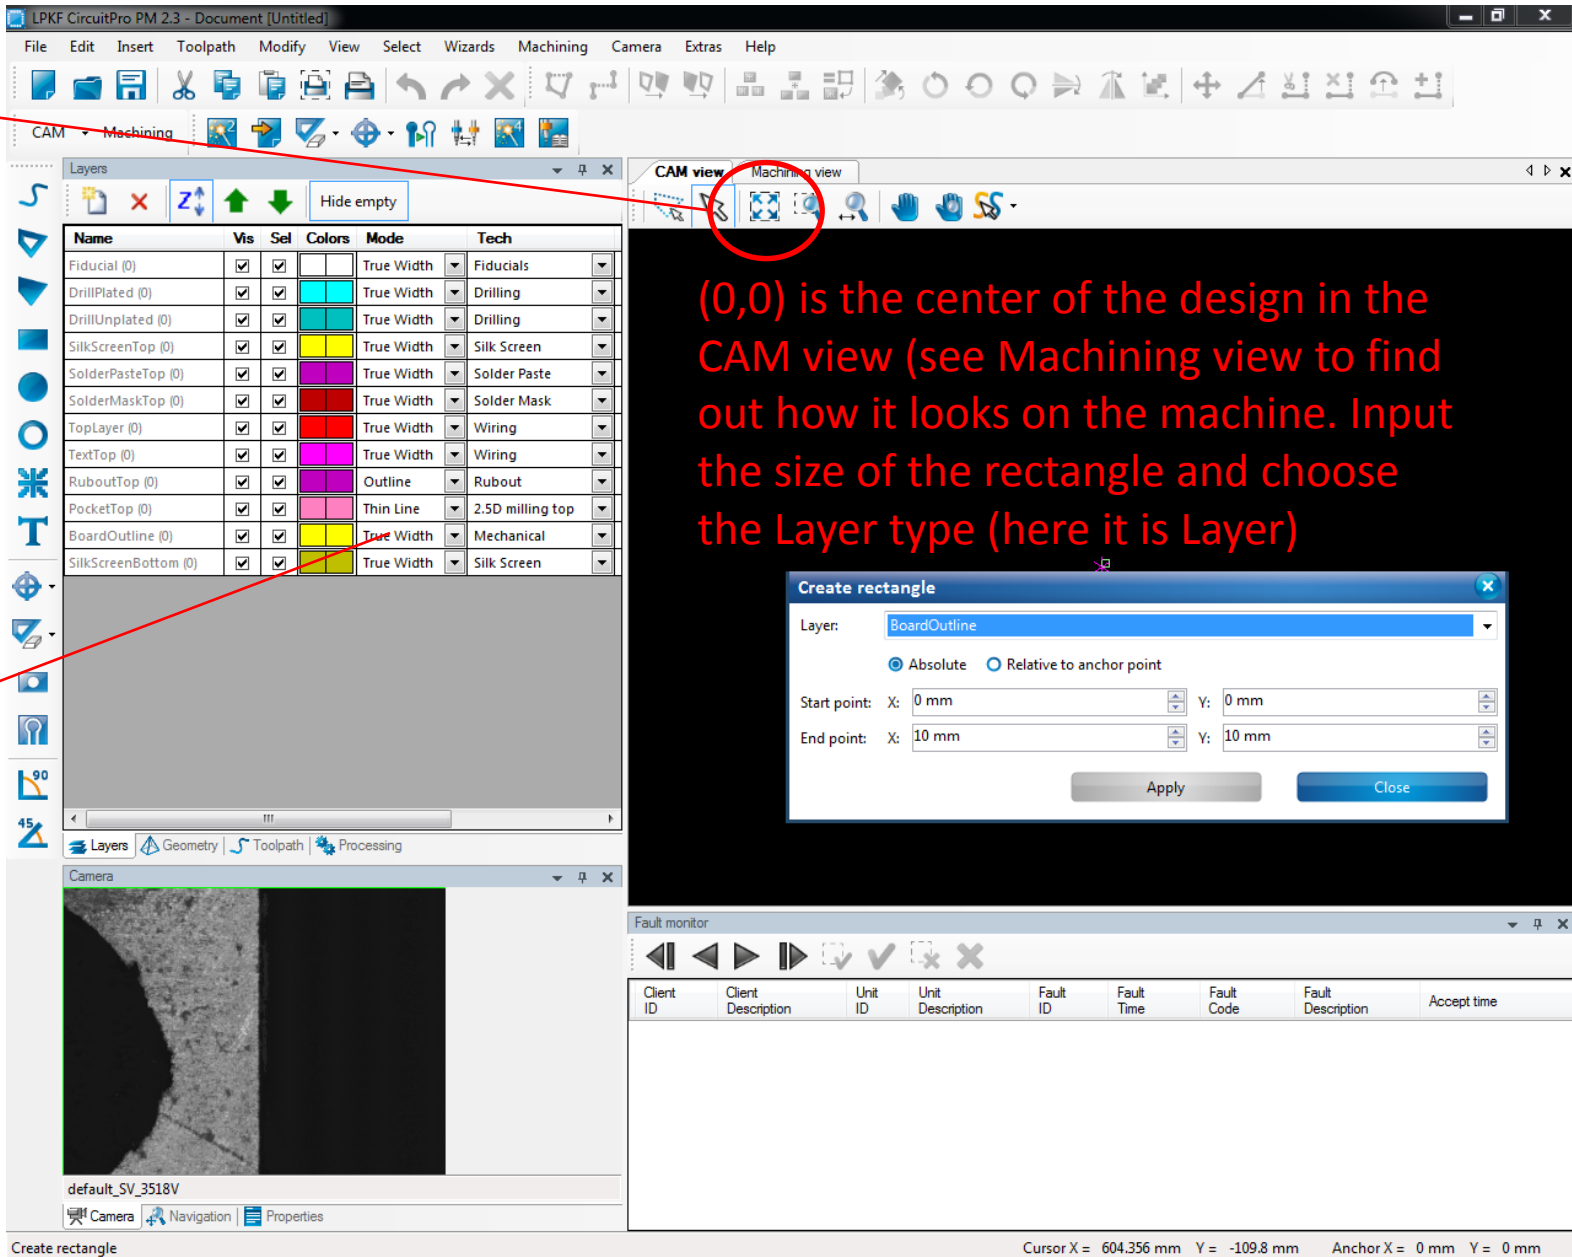 LPKF CircuitPro PM 2.3 - Document [Untitled]
File Edit Insert Toolpath Modify View Select Wizards Machining Camera Extras Help
CAM Machining
Layers
Hide empty
Name Vis Sel Colors Mode Tech
Fiducial (0) True Width Fiducials
DrillPlated (0) True Width Drilling
DrillUnplated (0) True Width Drilling
SilkScreenTop (0) True Width Silk Screen
SolderPasteTop (0) True Width Solder Paste
SolderMaskTop (0) True Width Solder Mask
TopLayer (0) True Width Wiring
TextTop (0) True Width Wiring
RuboutTop (0) Outline Rubout
PocketTop (0) Thin Line 2.5D milling top
BoardOutline (0) True Width Mechanical
SilkScreenBottom (0) True Width Silk Screen
90
45
Layers Geometry Toolpath Processing
Camera
default_SV_3518V
Camera Navigation Properties
CAM view Machining view
(0,0) is the center of the design in the
CAM view (see Machining view to find
out how it looks on the machine. Input
the size of the rectangle and choose
the Layer type (here it is Layer)
Create rectangle
Layer: BoardOutline
Absolute Relative to anchor point
Start point: X: 0 mm Y: 0 mm
End point: X: 10 mm Y: 10 mm
Apply Close
Fault monitor
Client ID Client Description Unit ID Unit Description Fault ID Fault Time Fault Code Fault Description Accept time
Create rectangle Cursor X = 604.356 mm Y = -109.8 mm Anchor X = 0 mm Y = 0 mm